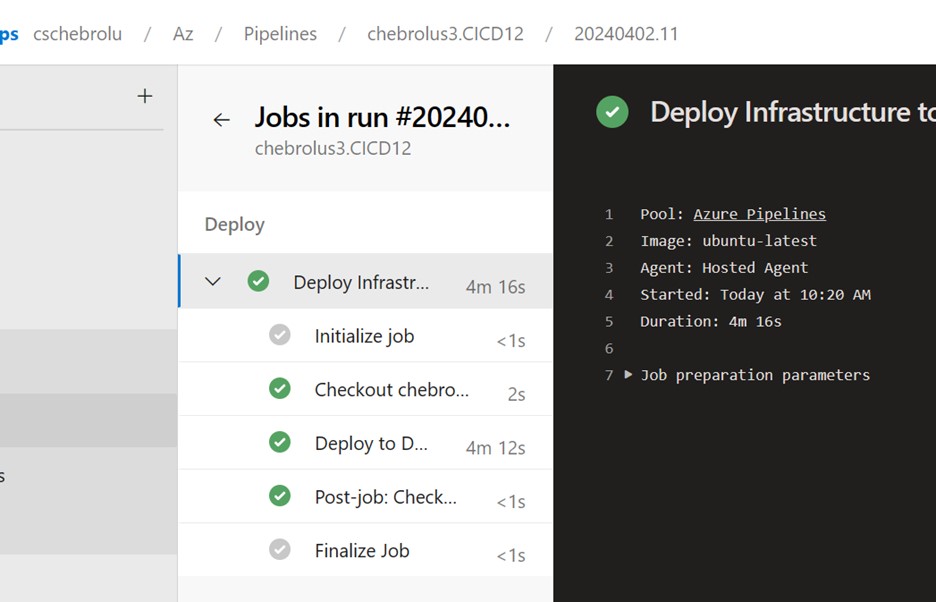 ps cschebrolu / Az / Pipelines / chebrolus3.CICD12 / 20240402.11
+
← Jobs in run #20240...
chebrolus3.CICD12
Deploy
Deploy Infrastr... 4m 16s
Initialize job <1s
Checkout chebro... 2s
Deploy to D... 4m 12s
Post-job: Check... <1s
Finalize Job <1s
s
Deploy Infrastructure to
1 Pool: Azure Pipelines
2 Image: ubuntu-latest
3 Agent: Hosted Agent
4 Started: Today at 10:20 AM
5 Duration: 4m 16s
6
7 ▶ Job preparation parameters